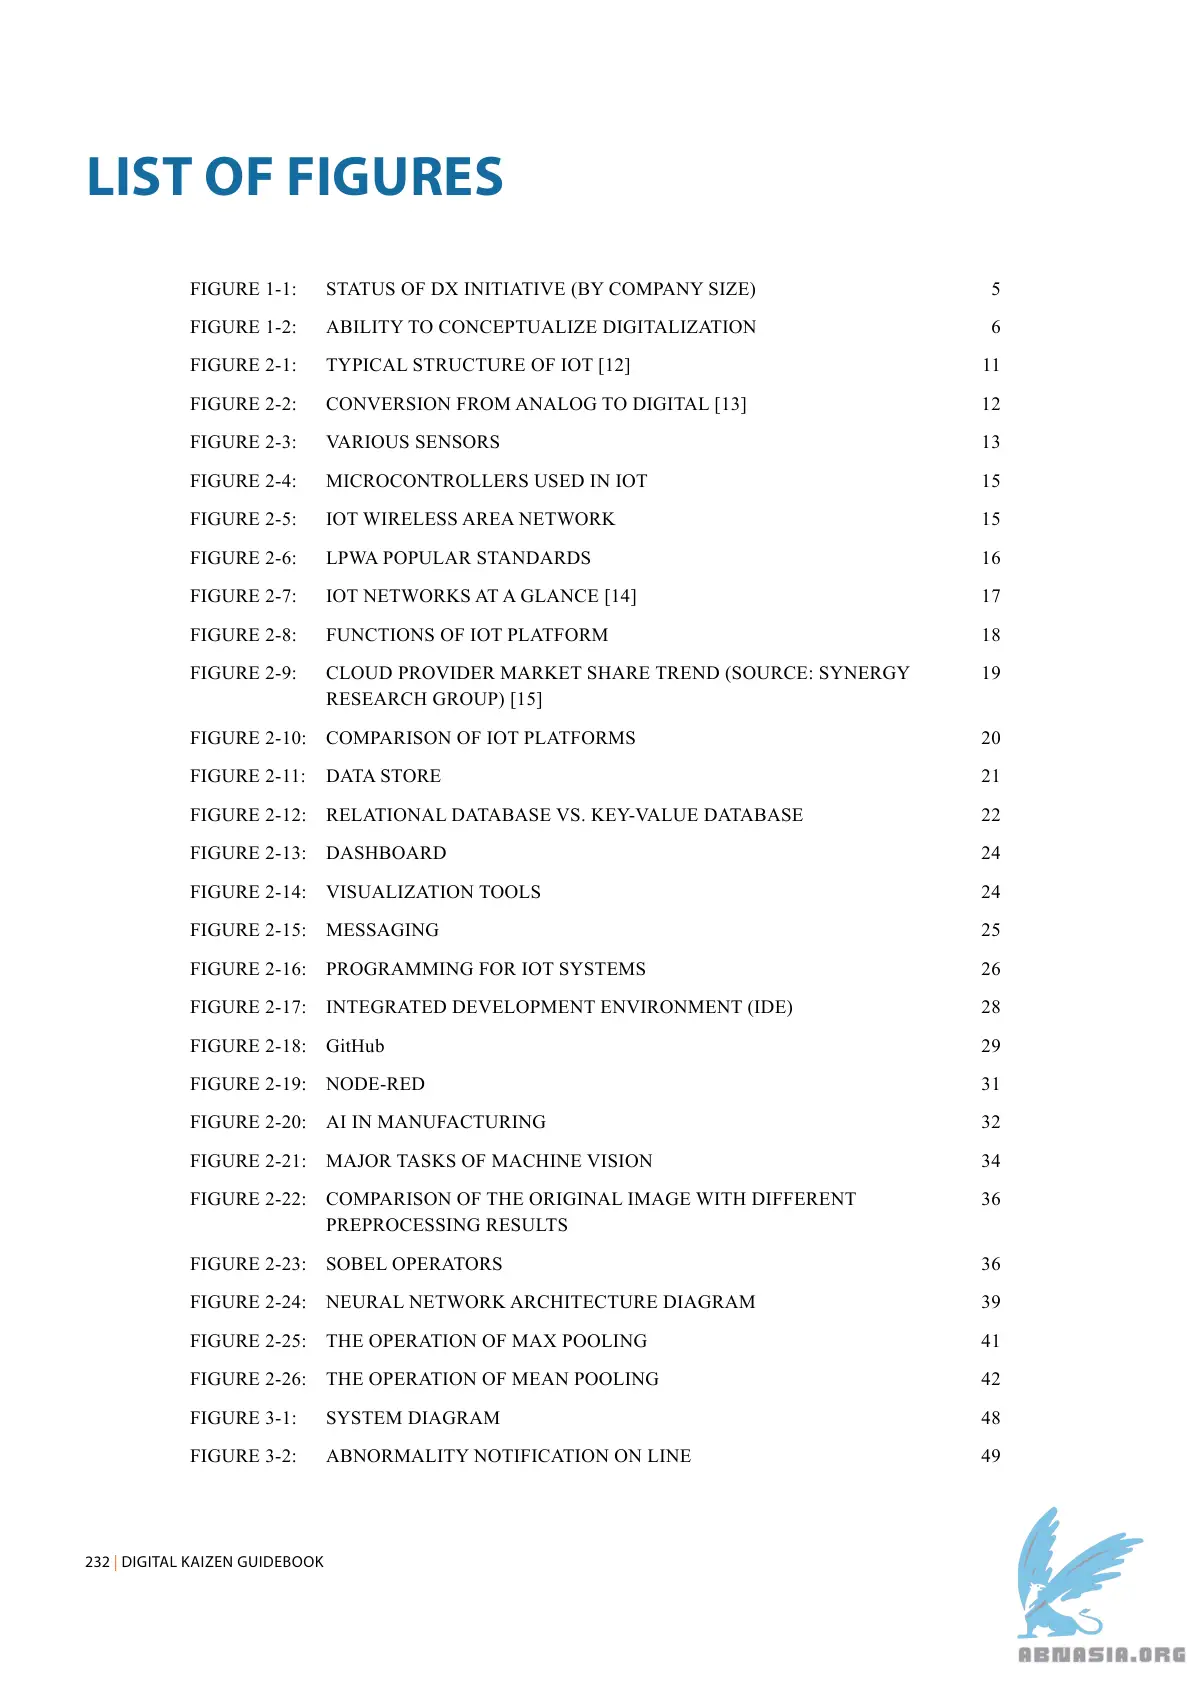 LIST OF FIGURES
FIGURE 1-1: STATUS OF DX INITIATIVE (BY COMPANY SIZE) 5
FIGURE 1-2: ABILITY TO CONCEPTUALIZE DIGITALIZATION 6
FIGURE 2-1: TYPICAL STRUCTURE OF IOT [12] 11
FIGURE 2-2: CONVERSION FROM ANALOG TO DIGITAL [13] 12
FIGURE 2-3: VARIOUS SENSORS 13
FIGURE 2-4: MICROCONTROLLERS USED IN IOT 15
FIGURE 2-5: IOT WIRELESS AREA NETWORK 15
FIGURE 2-6: LPWA POPULAR STANDARDS 16
FIGURE 2-7: IOT NETWORKS AT A GLANCE [14] 17
FIGURE 2-8: FUNCTIONS OF IOT PLATFORM 18
FIGURE 2-9: CLOUD PROVIDER MARKET SHARE TREND (SOURCE: SYNERGY 19
RESEARCH GROUP) [15]
FIGURE 2-10: COMPARISON OF IOT PLATFORMS 20
FIGURE 2-11: DATA STORE 21
FIGURE 2-12: RELATIONAL DATABASE VS. KEY-VALUE DATABASE 22
FIGURE 2-13: DASHBOARD 24
FIGURE 2-14: VISUALIZATION TOOLS 24
FIGURE 2-15: MESSAGING 25
FIGURE 2-16: PROGRAMMING FOR IOT SYSTEMS 26
FIGURE 2-17: INTEGRATED DEVELOPMENT ENVIRONMENT (IDE) 28
FIGURE 2-18: GitHub 29
FIGURE 2-19: NODE-RED 31
FIGURE 2-20: AI IN MANUFACTURING 32
FIGURE 2-21: MAJOR TASKS OF MACHINE VISION 34
FIGURE 2-22: COMPARISON OF THE ORIGINAL IMAGE WITH DIFFERENT 36
PREPROCESSING RESULTS
FIGURE 2-23: SOBEL OPERATORS 36
FIGURE 2-24: NEURAL NETWORK ARCHITECTURE DIAGRAM 39
FIGURE 2-25: THE OPERATION OF MAX POOLING 41
FIGURE 2-26: THE OPERATION OF MEAN POOLING 42
FIGURE 3-1: SYSTEM DIAGRAM 48
FIGURE 3-2: ABNORMALITY NOTIFICATION ON LINE 49
232 | DIGITAL KAIZEN GUIDEBOOK
ABNASIA.ORG